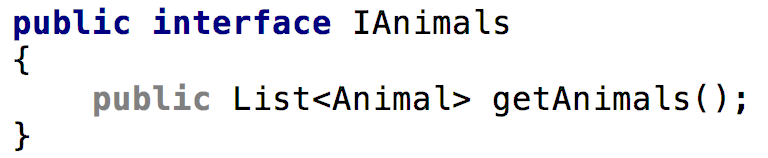 public interface IAnimals
{
    public List<Animal> getAnimals();
}